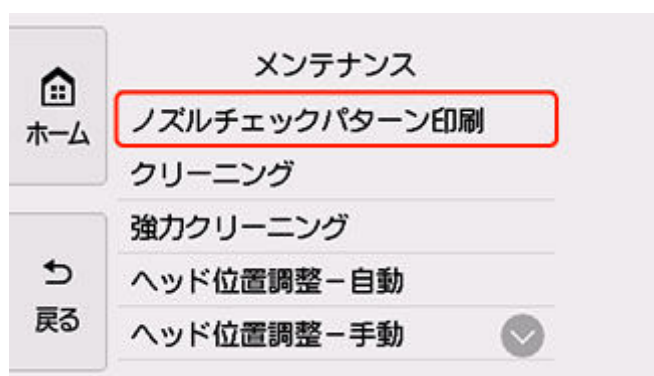 メンテナンス
ホーム
ノズルチェックパターン印刷
クリーニング
強力クリーニング
ヘッド位置調整－自動
戻る
ヘッド位置調整－手動